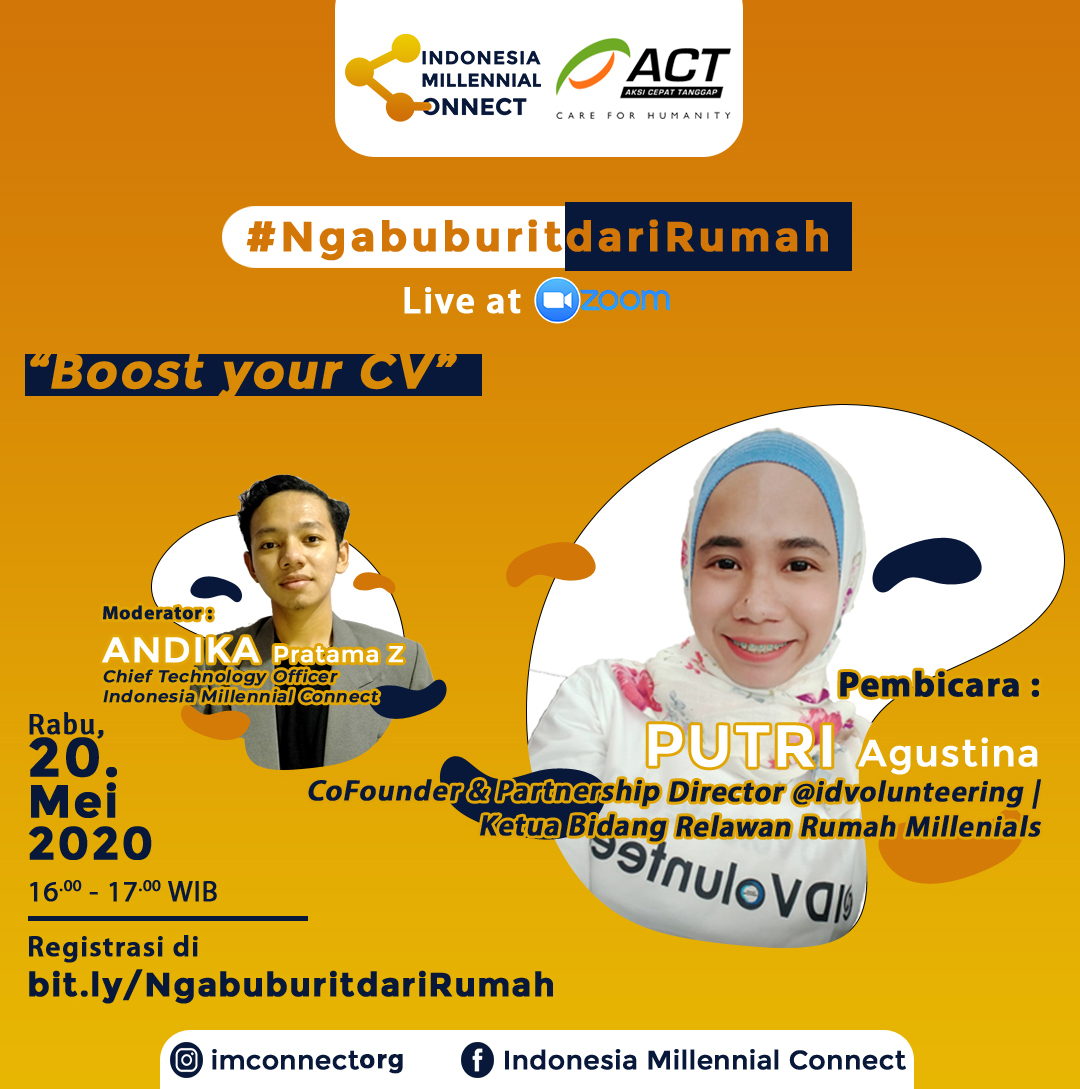 INDONESIA
MILLENNIAL
ONNECT
ACT
AKSI CEPAT TANGGAP
CARE FOR HUMANITY
#NgabuburitdariRumah
Live at zoom
“Boost your CV”
Moderator :
ANDIKA Pratama Z
Chief Technology Officer
Indonesia Millennial Connect
Pembicara :
PUTRI Agustina
CoFounder & Partnership Director @idvolunteering |
Ketua Bidang Relawan Rumah Millenials
IDVoluntee
Rabu,
20.
Mei
2020
16.00 - 17.00 WIB
Registrasi di
bit.ly/NgabuburitdariRumah
imconnectorg
Indonesia Millennial Connect